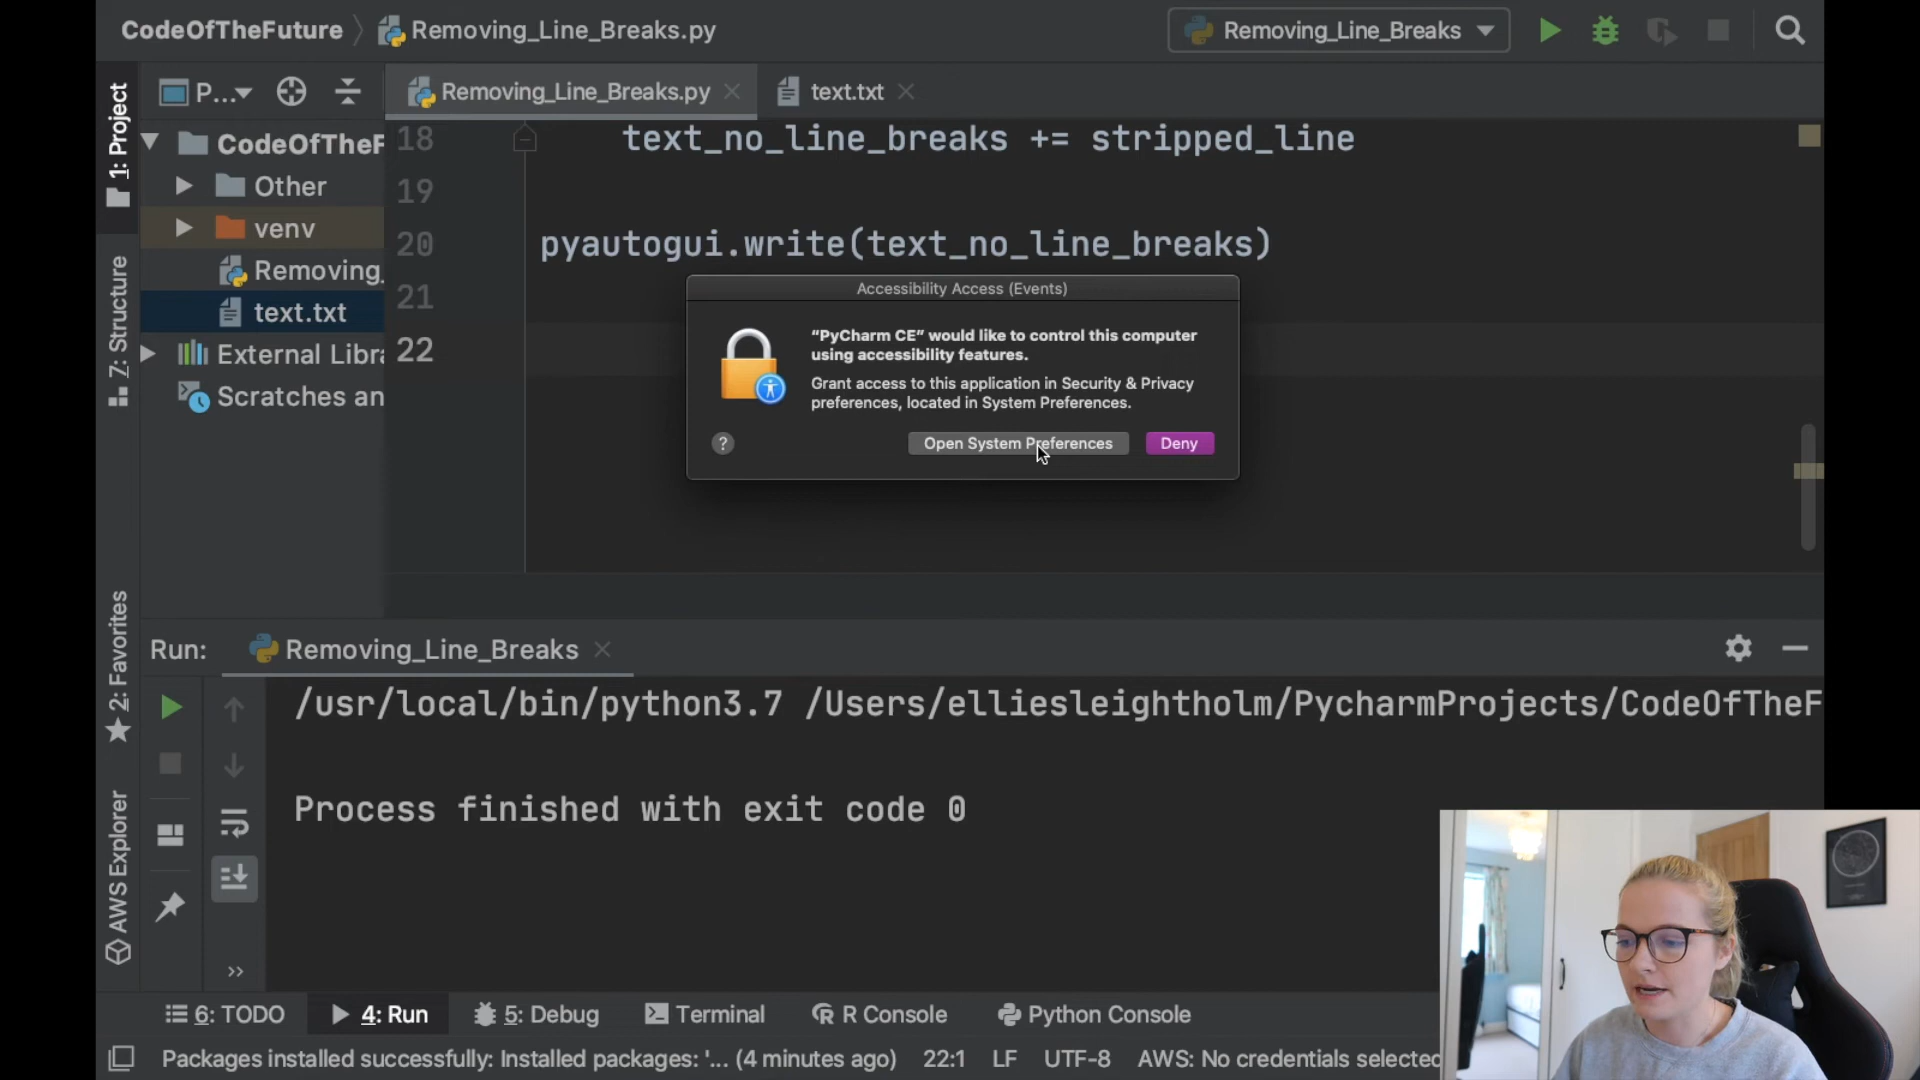 CodeOfTheFuture
Removing_Line_Breaks.py
Removing_Line_Breaks
1: Project
P...
Removing_Line_Breaks.py
text.txt
CodeOfTheF
Other
venv
Removing_
text.txt
External Libra
Scratches an
Z: Structure
2: Favorites
AWS Explorer
18 text_no_line_breaks += stripped_line
19
20 pyautogui.write(text_no_line_breaks)
21
22
Accessibility Access (Events)
“PyCharm CE” would like to control this computer
using accessibility features.
Grant access to this application in Security & Privacy
preferences, located in System Preferences.
?
Open System Preferences
Deny
Run:
Removing_Line_Breaks
/usr/local/bin/python3.7 /Users/elliesleightholm/PycharmProjects/CodeOfTheF
Process finished with exit code 0
6: TODO
4: Run
5: Debug
Terminal
R Console
Python Console
Packages installed successfully: Installed packages: '... (4 minutes ago)
22:1
LF
UTF-8
AWS: No credentials selected